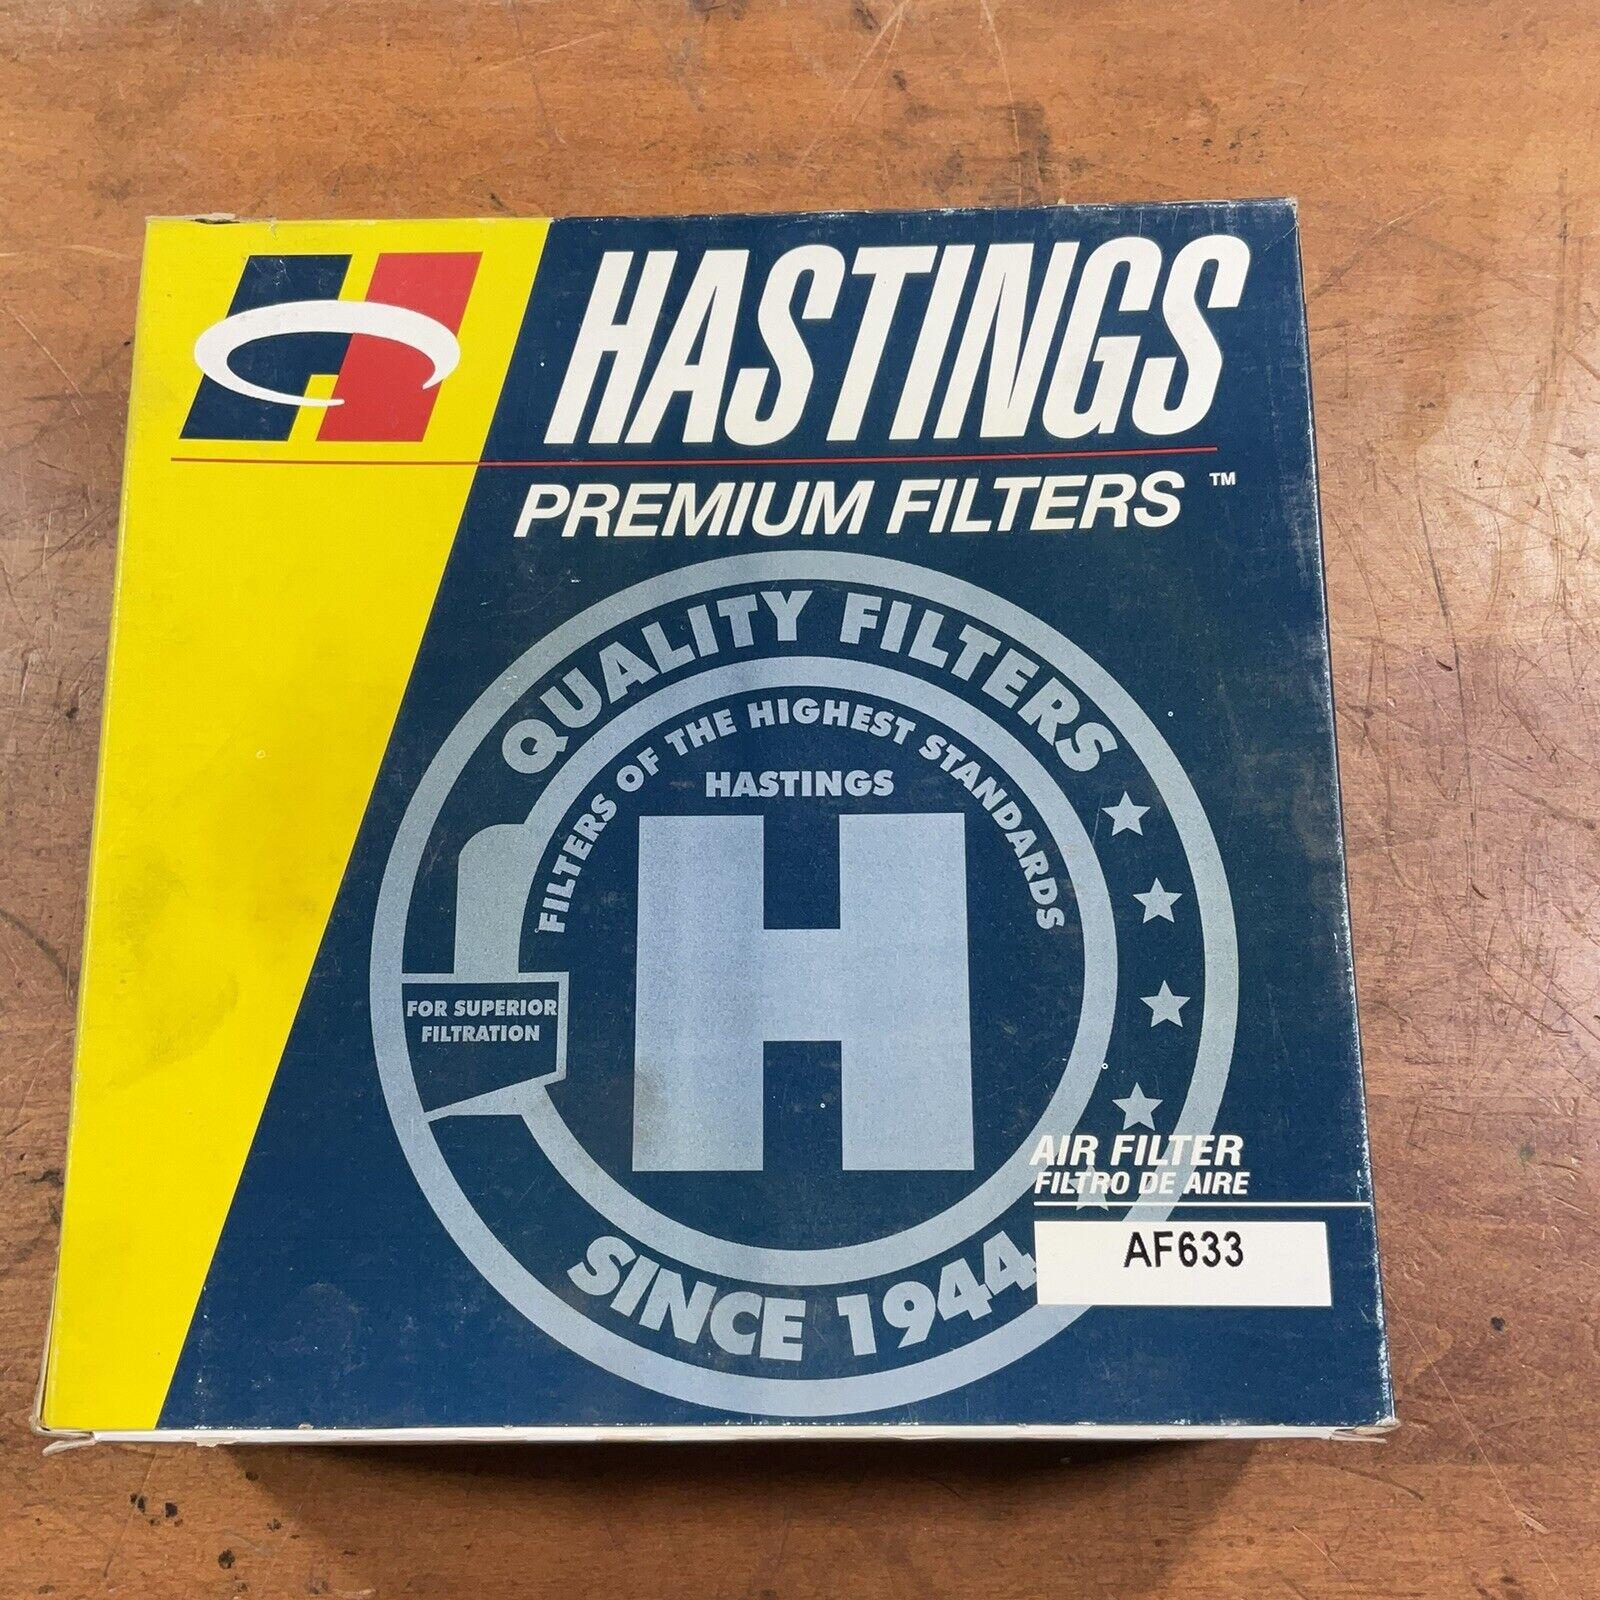 HASTINGS
PREMIUM FILTERS™
QUALITY FILTERS
FILTERS OF THE HIGHEST STANDARDS
HASTINGS
H
FOR SUPERIOR
FILTRATION
AIR FILTER
FILTRO DE AIRE
AF633
SINCE 1944